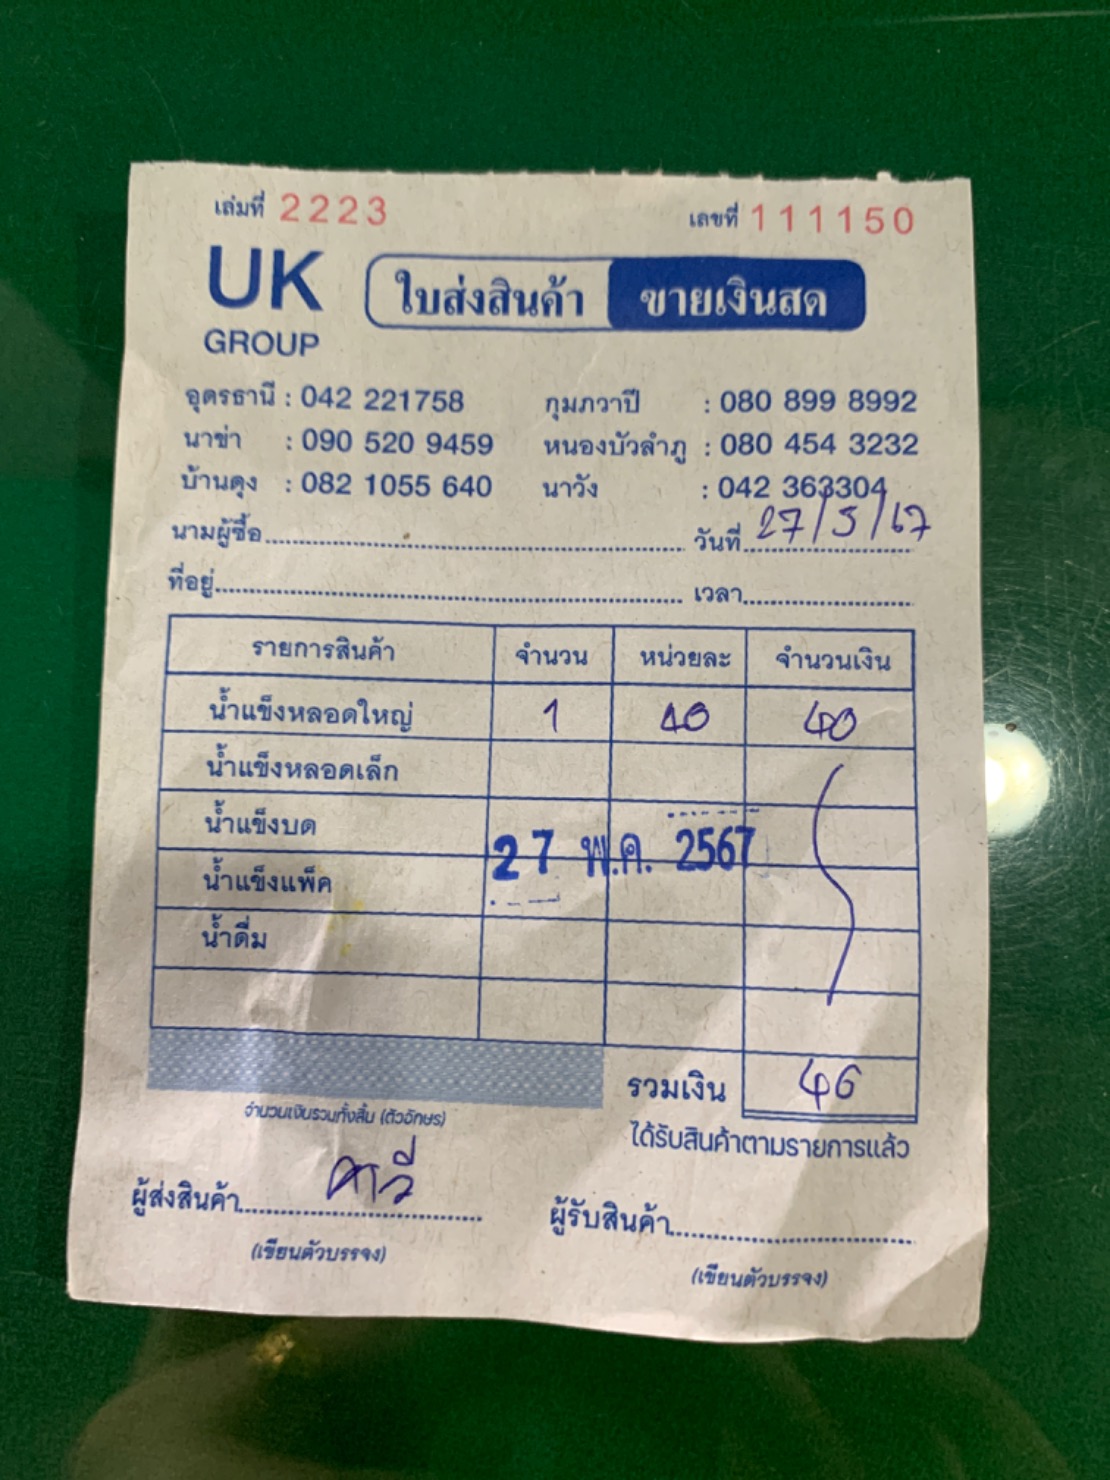 เล่มที่ 2223 เลขที่ 111150
UK GROUP
ใบส่งสินค้า ขายเงินสด
อุดรธานี : 042 221758 กุมภวาปี : 080 899 8992
นาข่า : 090 520 9459 หนองบัวลำภู : 080 454 3232
บ้านดุง : 082 1055 640 นาวัง : 042 363304
นามผู้ซื้อ วันที่ 27/5/67
ที่อยู่ เวลา
รายการสินค้า จำนวน หน่วยละ จำนวนเงิน
น้ำแข็งหลอดใหญ่ 1 40 40
น้ำแข็งหลอดเล็ก
น้ำแข็งบด
27 พ.ค. 2567
น้ำแข็งแพ็ค
น้ำดื่ม
รวมเงิน 40
จำนวนเงินรวมทั้งสิ้น (ตัวอักษร)
ได้รับสินค้าตามรายการแล้ว
ผู้ส่งสินค้า ผู้รับสินค้า
(เขียนตัวบรรจง) (เขียนตัวบรรจง)